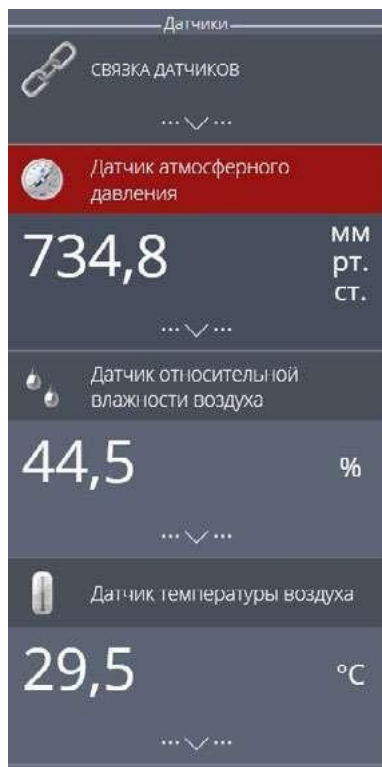 Датчики
СВЯЗКА ДАТЧИКОВ
Датчик атмосферного
давления
734,8
мм
рт.
ст.
Датчик относительной
влажности воздуха
44,5
%
Датчик температуры воздуха
29,5
°C